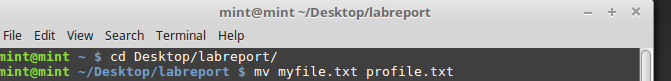 mint@mint ~/Desktop/labreport
File Edit View Search Terminal Help
mint@mint ~ $ cd Desktop/labreport/
mint@mint ~/Desktop/labreport $ mv myfile.txt profile.txt